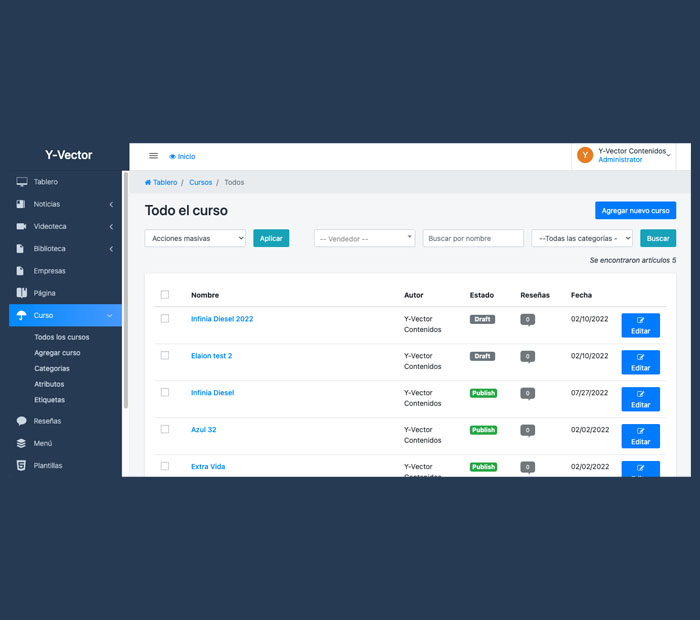 Y-Vector
Inicio
Y
Y-Vector Contenidos
Administrator
Tablero
Noticias
Videoteca
Biblioteca
Empresas
Página
Curso
Todos los cursos
Agregar curso
Categorias
Atributos
Etiquetas
Reseñas
Menú
Plantillas
Tablero / Cursos / Todos
Todo el curso
Agregar nuevo curso
Acciones masivas
Aplicar
-- Vendedor --
Buscar por nombre
--Todas las categorías -
Buscar
Se encontraron artículos 5
Nombre Autor Estado Reseñas Fecha
Infinia Diesel 2022 Y-Vector Contenidos Draft 0 02/10/2022 Editar
Elaion test 2 Y-Vector Contenidos Draft 0 02/10/2022 Editar
Infinia Diesel Y-Vector Contenidos Publish 0 07/27/2022 Editar
Azul 32 Y-Vector Contenidos Publish 0 02/02/2022 Editar
Extra Vida Y-Vector Contenidos Publish 0 02/02/2022